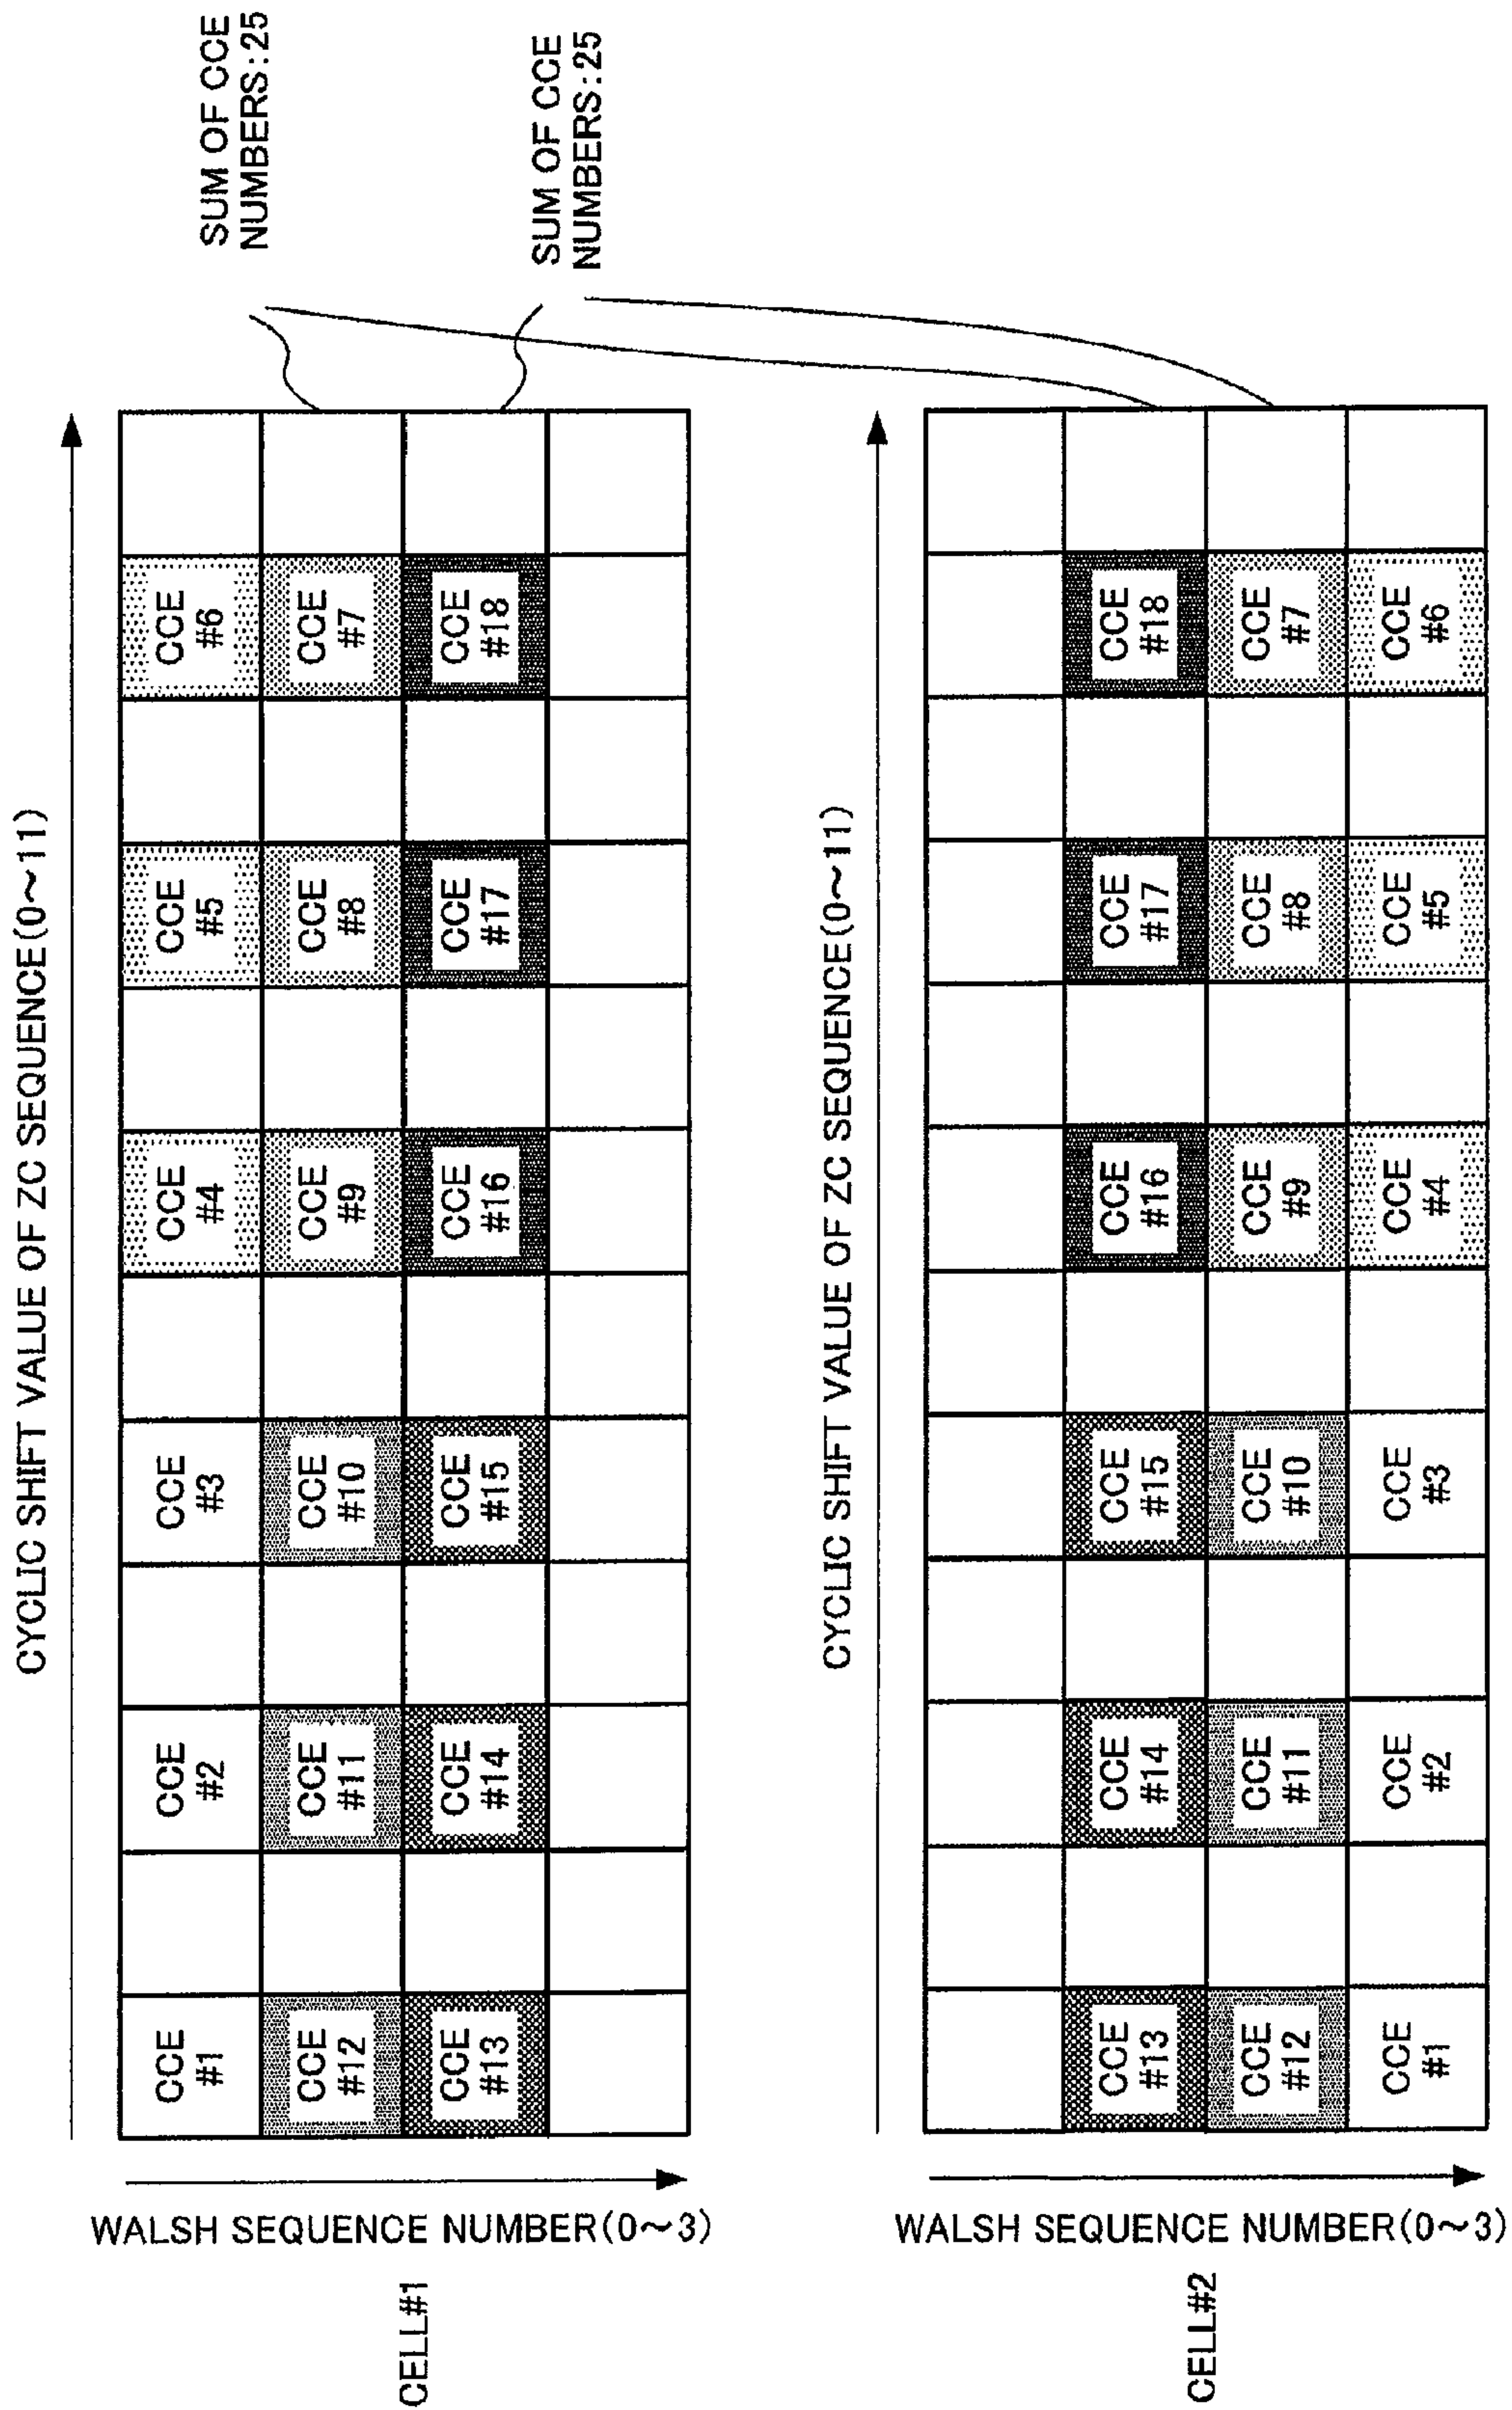 CYCLIC SHIFT VALUE OF ZC SEQUENCE(0~11)
SUM OF CCE
NUMBERS:25
SUM OF CCE
NUMBERS:25
CELL#1
WALSH SEQUENCE NUMBER(0~3)
CCE
#1
CCE
#2
CCE
#3
CCE
#4
CCE
#5
CCE
#6
CCE
#12
CCE
#11
CCE
#10
CCE
#9
CCE
#8
CCE
#7
CCE
#13
CCE
#14
CCE
#15
CCE
#16
CCE
#17
CCE
#18
CYCLIC SHIFT VALUE OF ZC SEQUENCE(0~11)
CELL#2
WALSH SEQUENCE NUMBER(0~3)
CCE
#13
CCE
#14
CCE
#15
CCE
#16
CCE
#17
CCE
#18
CCE
#12
CCE
#11
CCE
#10
CCE
#9
CCE
#8
CCE
#7
CCE
#1
CCE
#2
CCE
#3
CCE
#4
CCE
#5
CCE
#6